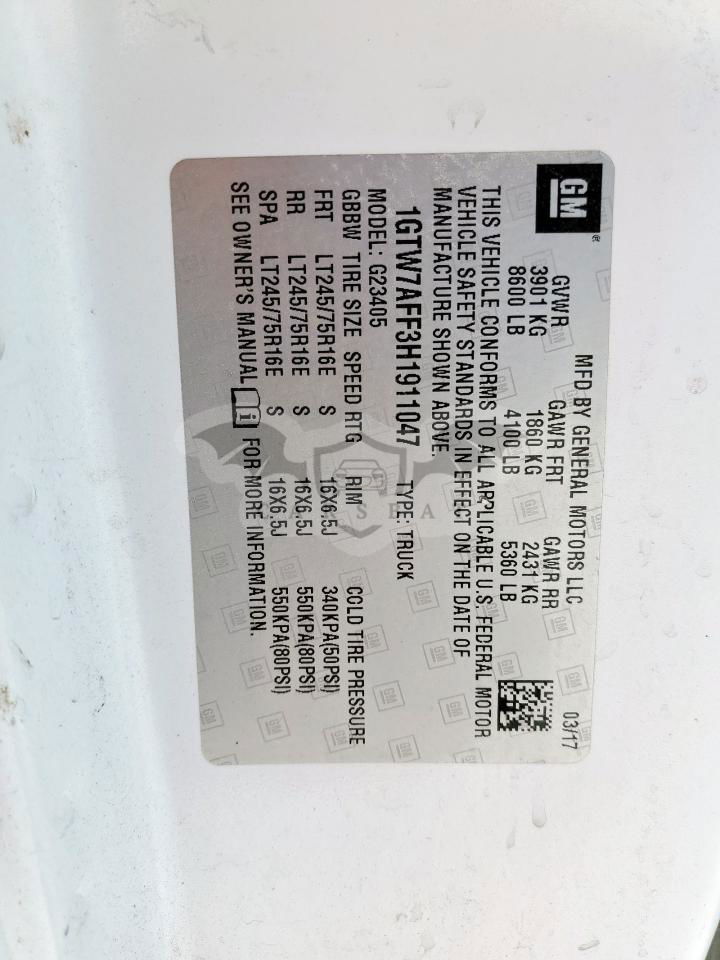 GM ®
MFD BY GENERAL MOTORS LLC 03/17
GVWR GAWR FRT GAWR RR
3901 KG 1860 KG 2431 KG
8600 LB 4100 LB 5360 LB
THIS VEHICLE CONFORMS TO ALL APPLICABLE U.S. FEDERAL MOTOR
VEHICLE SAFETY STANDARDS IN EFFECT ON THE DATE OF
MANUFACTURE SHOWN ABOVE.
1GTW7AFF3H1911047 TYPE: TRUCK
MODEL: G23405
GBBW TIRE SIZE SPEED RTG RIM COLD TIRE PRESSURE
FRT LT245/75R16E S 16X6.5J 340KPA(50PSI)
RR LT245/75R16E S 16X6.5J 550KPA(80PSI)
SPA LT245/75R16E S 16X6.5J 550KPA(80PSI)
SEE OWNER'S MANUAL i FOR MORE INFORMATION.